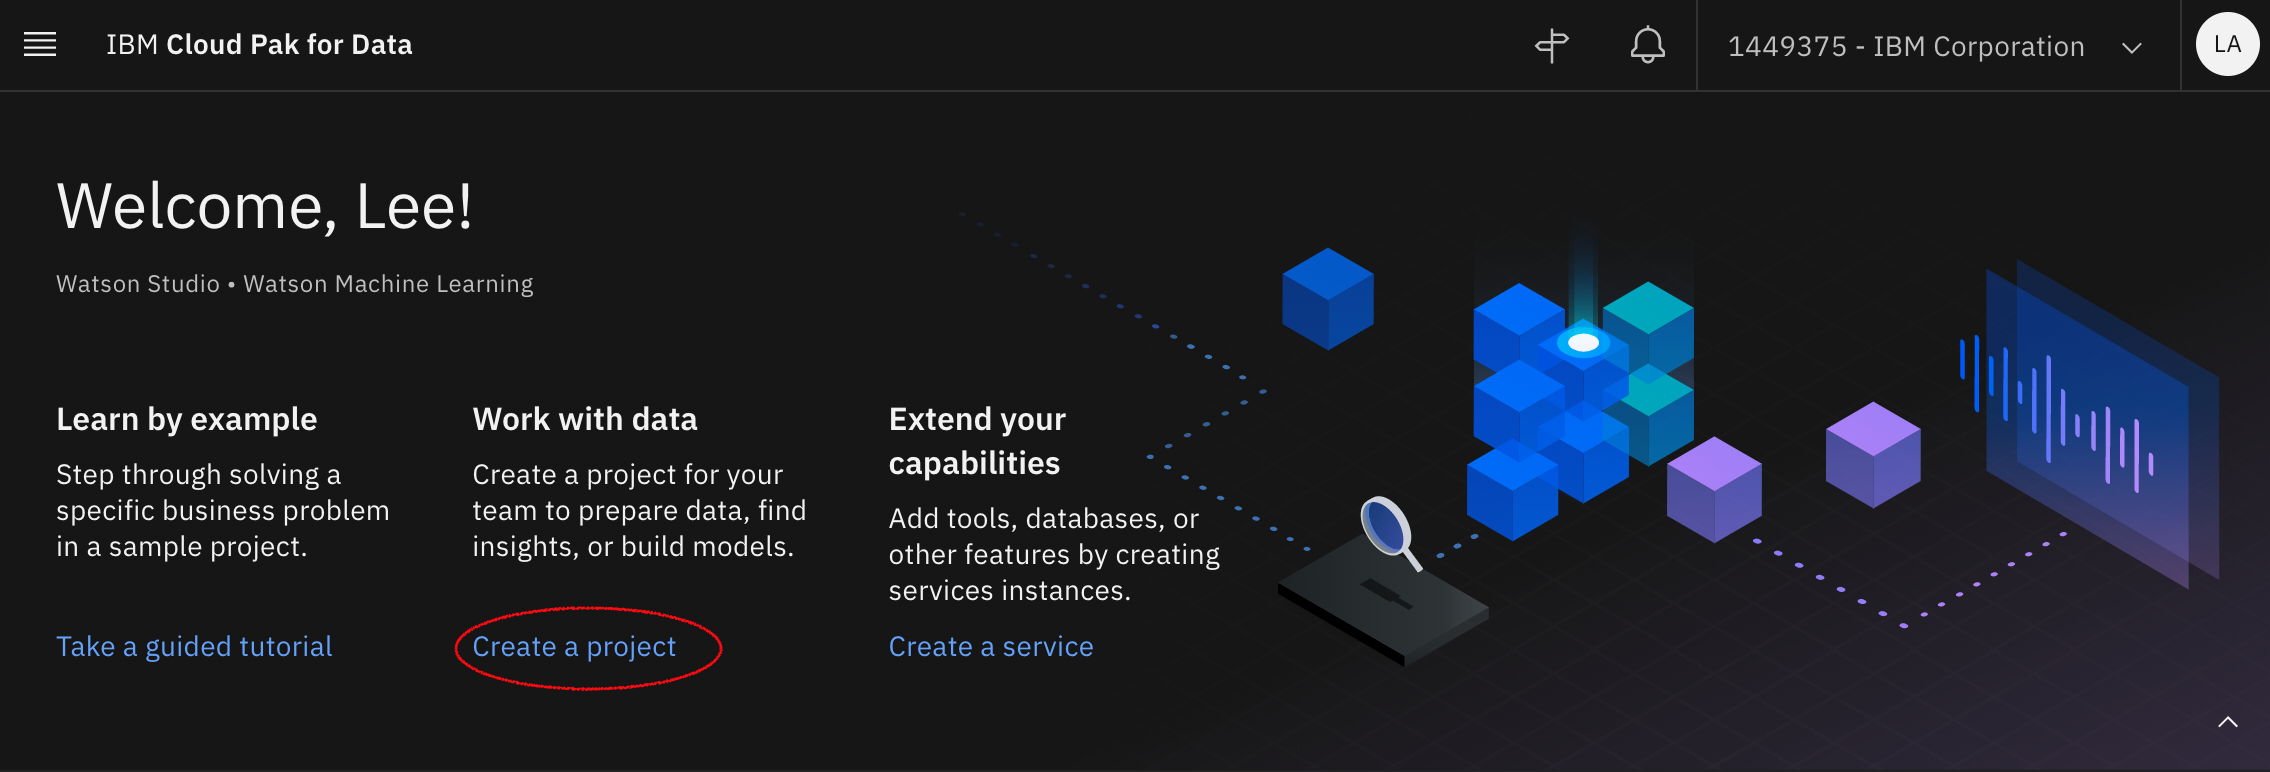 IBM Cloud Pak for Data
1449375 - IBM Corporation
LA
Welcome, Lee!
Watson Studio • Watson Machine Learning
Learn by example
Step through solving a
specific business problem
in a sample project.
Take a guided tutorial
Work with data
Create a project for your
team to prepare data, find
insights, or build models.
Create a project
Extend your
capabilities
Add tools, databases, or
other features by creating
services instances.
Create a service